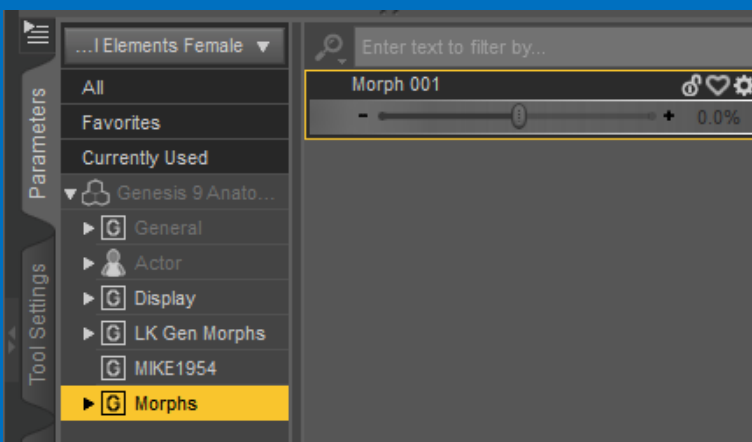 Parameters
Tool Settings
...l Elements Female ▼
All
Favorites
Currently Used
Genesis 9 Anato...
G General
Actor
G Display
G LK Gen Morphs
G MIKE1954
G Morphs
Enter text to filter by...
Morph 001
- + 0.0%